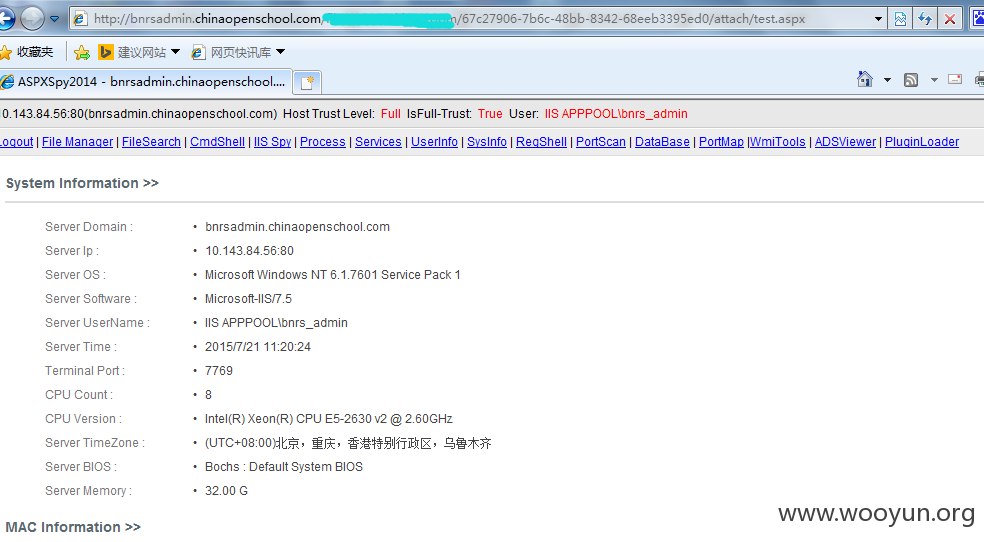 http://bnrsadmin.chinaopenschool.com/ /67c27906-7b6c-48bb-8342-68eeb3395ed0/attach/test.aspx
收藏夹 建议网站 网页快讯库
ASPXSpy2014 - bnrsadmin.chinaopenschool....
10.143.84.56:80(bnrsadmin.chinaopenschool.com) Host Trust Level: Full IsFull-Trust: True User: IIS APPPOOL\bnrs_admin
Logout | File Manager | FileSearch | CmdShell | IIS Spy | Process | Services | UserInfo | SysInfo | RegShell | PortScan | DataBase | PortMap |WmiTools | ADSViewer | PluginLoader
System Information >>
Server Domain : • bnrsadmin.chinaopenschool.com
Server Ip : • 10.143.84.56:80
Server OS : • Microsoft Windows NT 6.1.7601 Service Pack 1
Server Software : • Microsoft-IIS/7.5
Server UserName : • IIS APPPOOL\bnrs_admin
Server Time : • 2015/7/21 11:20:24
Terminal Port : • 7769
CPU Count : • 8
CPU Version : • Intel(R) Xeon(R) CPU E5-2630 v2 @ 2.60GHz
Server TimeZone : • (UTC+08:00)北京，重庆，香港特别行政区，乌鲁木齐
Server BIOS : • Bochs : Default System BIOS
Server Memory : • 32.00 G
MAC Information >>
www.wooyun.org